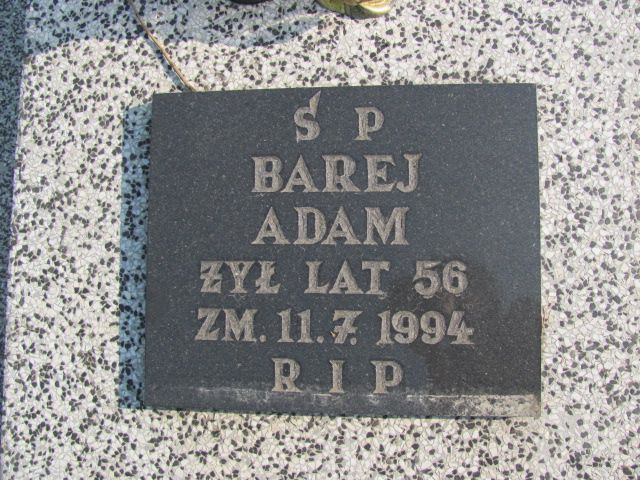 Ś P
BAREJ
ADAM
ŻYŁ LAT 56
ZM. 11.7. 1994
R I P